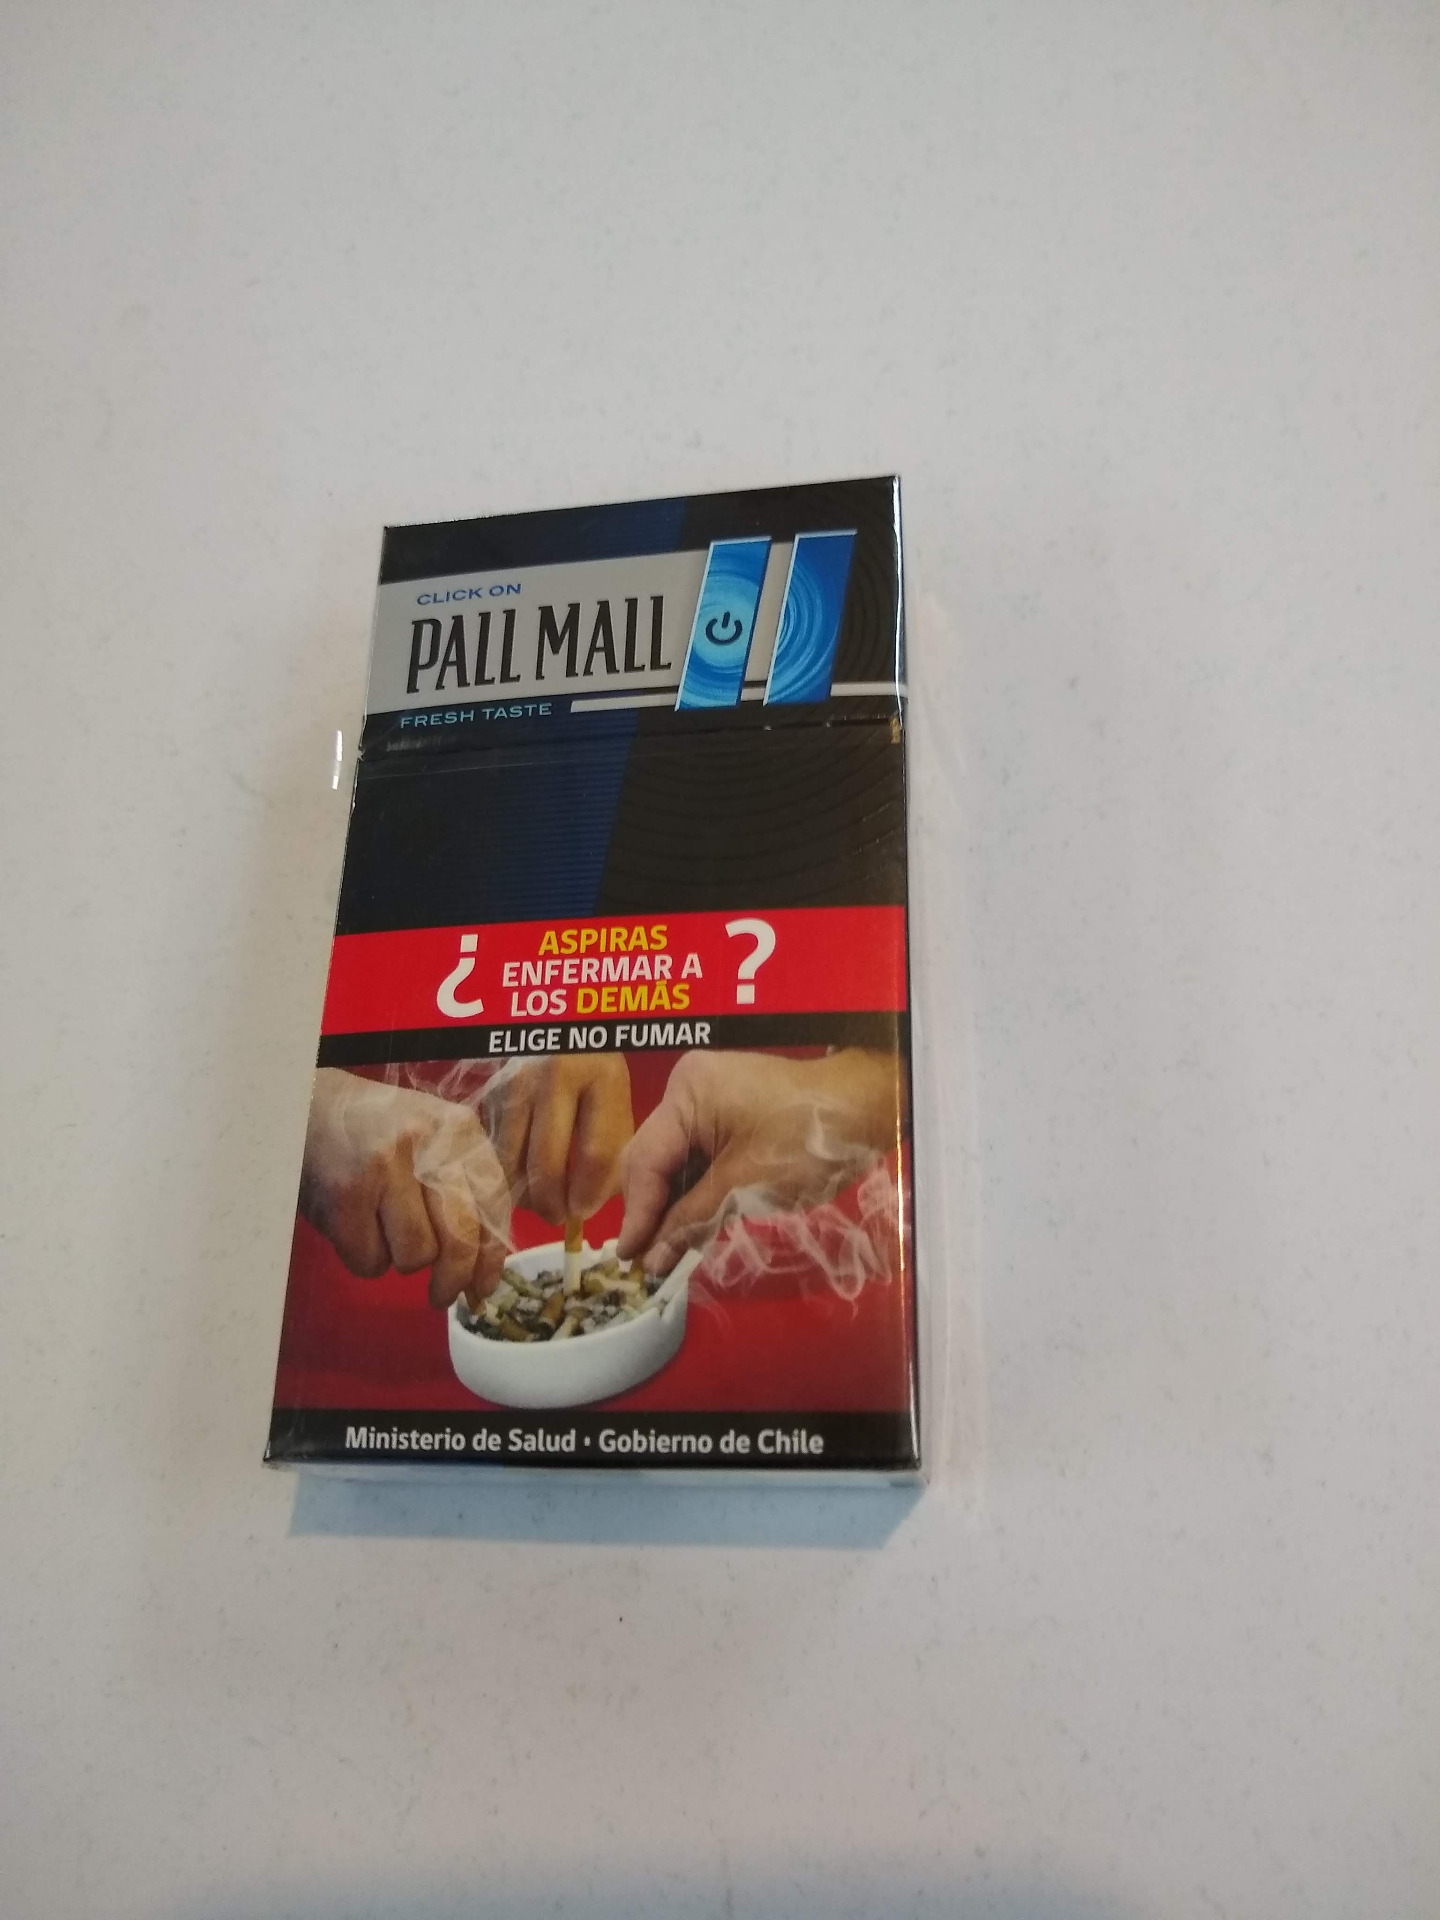 CLICK ON
PALL MALL
FRESH TASTE
¿ ASPIRAS
ENFERMAR A
LOS DEMÁS ?
ELIGE NO FUMAR
Ministerio de Salud • Gobierno de Chile